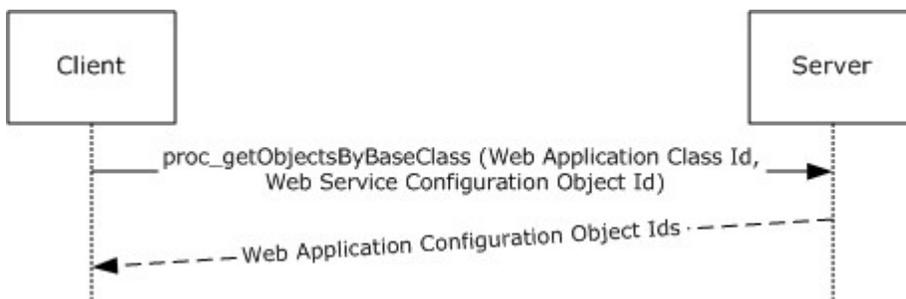 Client
Server
proc_getObjectsByBaseClass (Web Application Class Id,
Web Service Configuration Object Id)
Web Application Configuration Object Ids